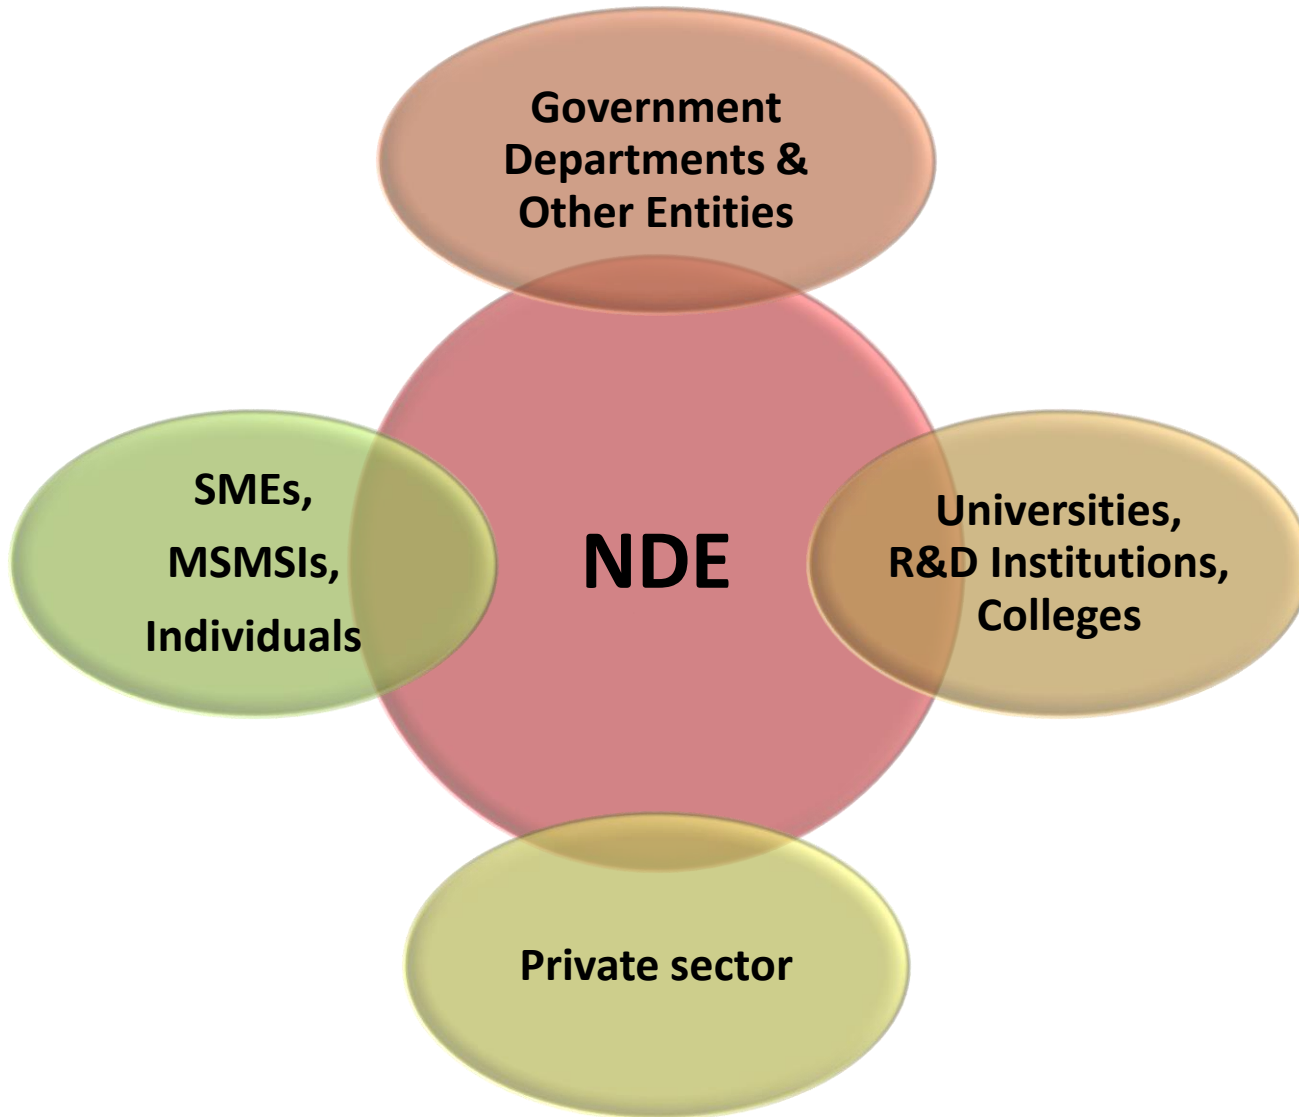 Government
Departments &
Other Entities
SMEs,
MSMSIs,
Individuals
NDE
Universities,
R&D Institutions,
Colleges
Private sector